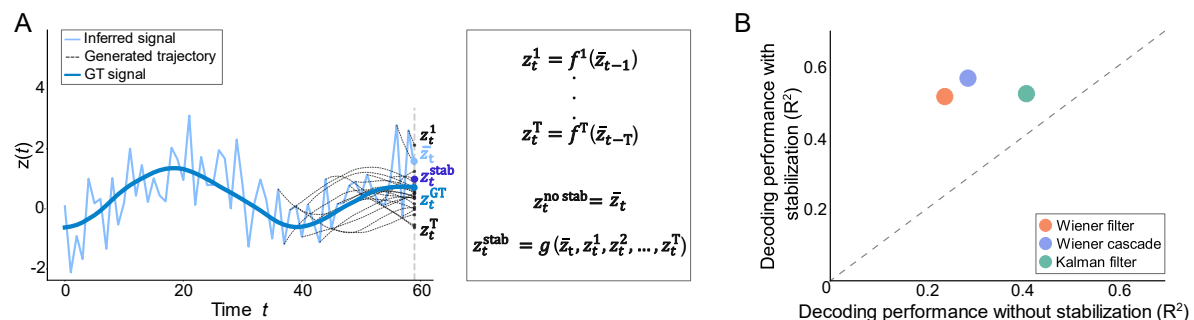 A
Inferred signal
Generated trajectory
GT signal
z(t)
4
2
0
-2
0
20
40
60
Time t
z_t^1
z̄_t
z_t^stab
z_t^GT
z_t^T
z_t^1 = f^1(z̄_{t−1})
.
.
.
z_t^T = f^T(z̄_{t−T})
z_t^{no stab} = z̄_t
z_t^stab = g(z̄_t, z_t^1, z_t^2, ..., z_t^T)
B
Decoding performance with
stabilization (R²)
0.6
0.4
0.2
0
0.2
0.4
0.6
Wiener filter
Wiener cascade
Kalman filter
Decoding performance without stabilization (R²)